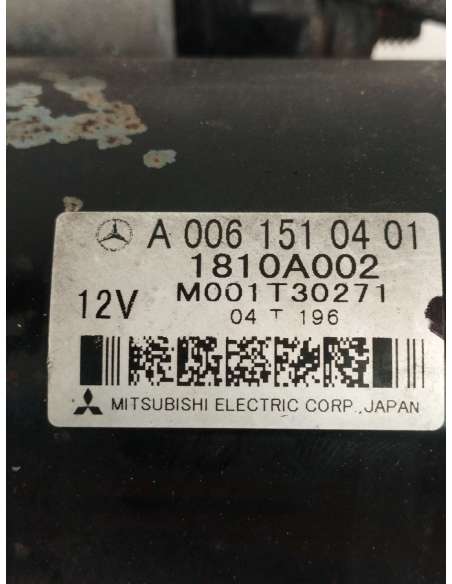 A 006 151 04 01
1810A002
M001T30271
12V
04 T 196
MITSUBISHI ELECTRIC CORP.,JAPAN